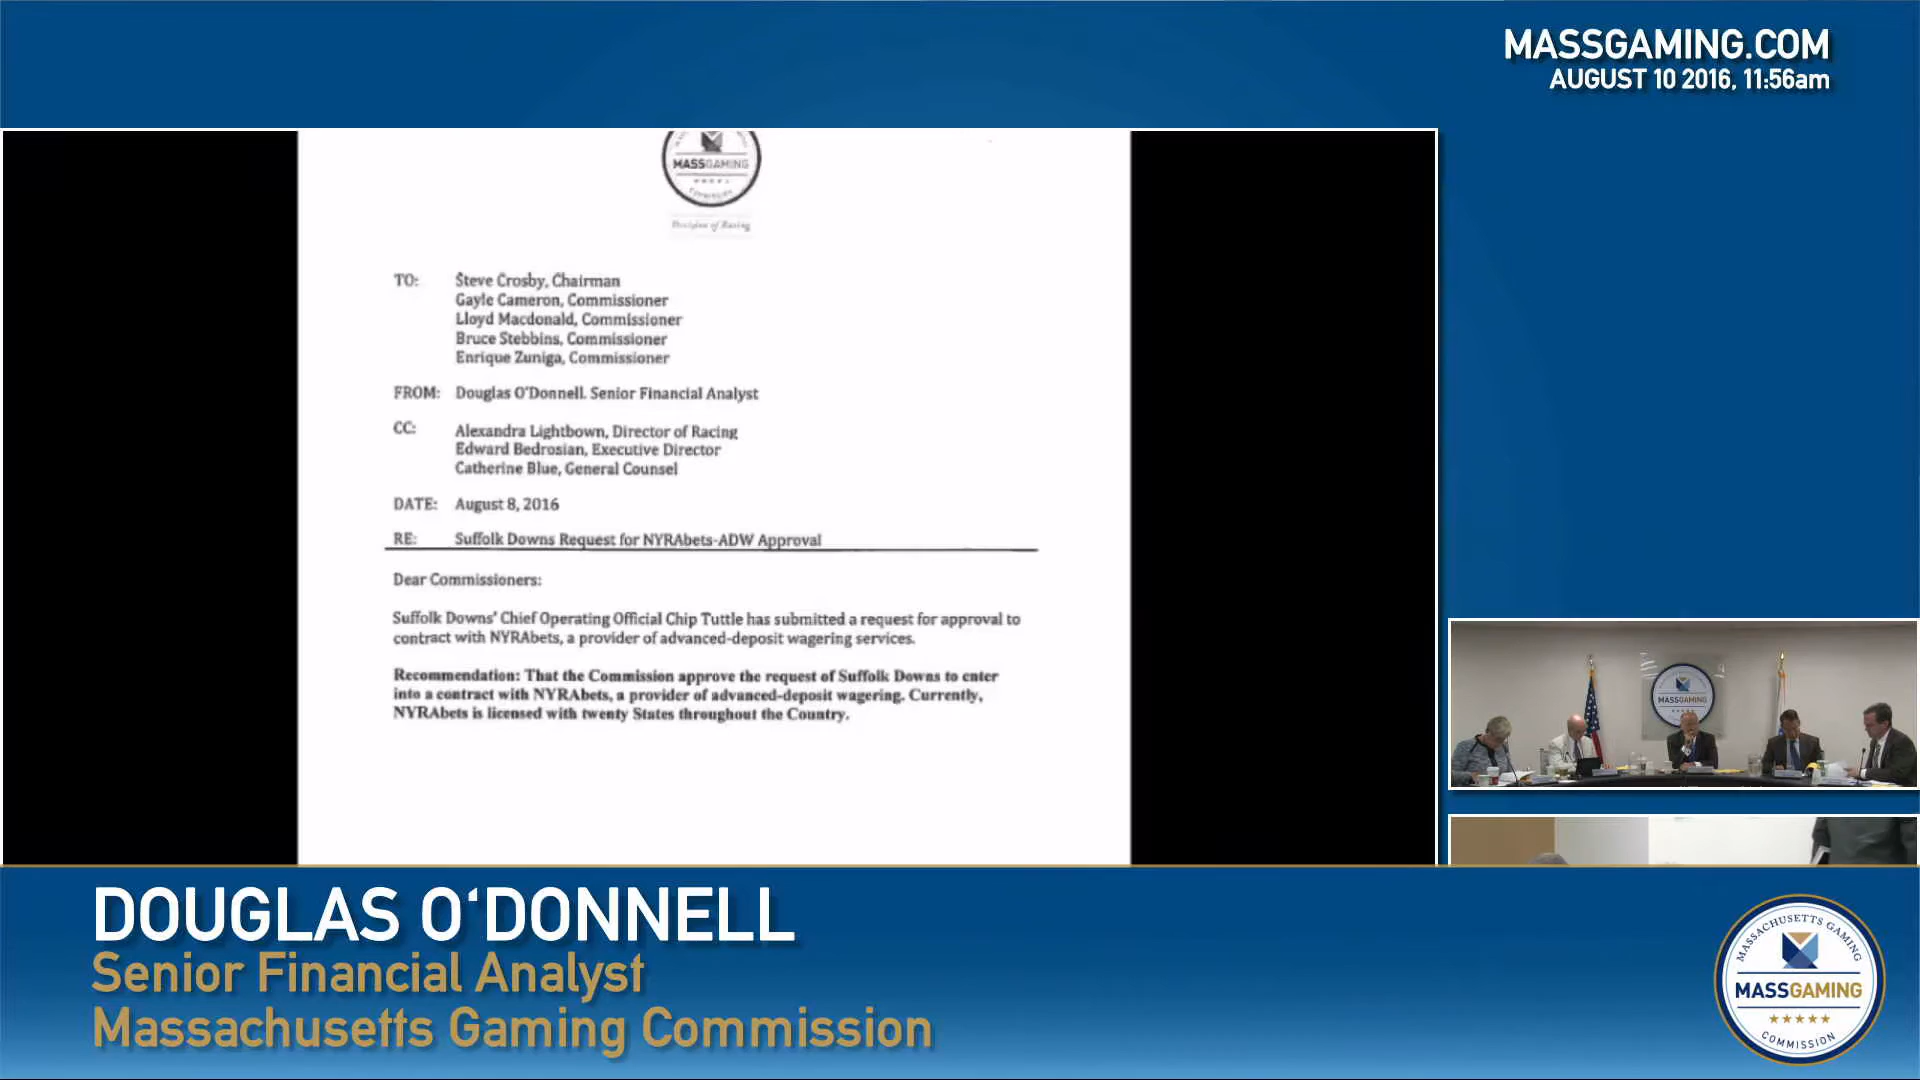 MASSGAMING.COM
AUGUST 10 2016, 11:56am
MASSGAMING
COMMISSION
Division of Racing
TO: Steve Crosby, Chairman
Gayle Cameron, Commissioner
Lloyd Macdonald, Commissioner
Bruce Stebbins, Commissioner
Enrique Zuniga, Commissioner
FROM: Douglas O'Donnell. Senior Financial Analyst
CC: Alexandra Lightbown, Director of Racing
Edward Bedrosian, Executive Director
Catherine Blue, General Counsel
DATE: August 8, 2016
RE: Suffolk Downs Request for NYRAbets-ADW Approval
Dear Commissioners:
Suffolk Downs' Chief Operating Official Chip Tuttle has submitted a request for approval to
contract with NYRAbets, a provider of advanced-deposit wagering services.
Recommendation: That the Commission approve the request of Suffolk Downs to enter
into a contract with NYRAbets, a provider of advanced-deposit wagering. Currently,
NYRAbets is licensed with twenty States throughout the Country.
MASSGAMING
DOUGLAS O‘DONNELL
Senior Financial Analyst
Massachusetts Gaming Commission
MASSACHUSETTS GAMING
MASSGAMING
COMMISSION